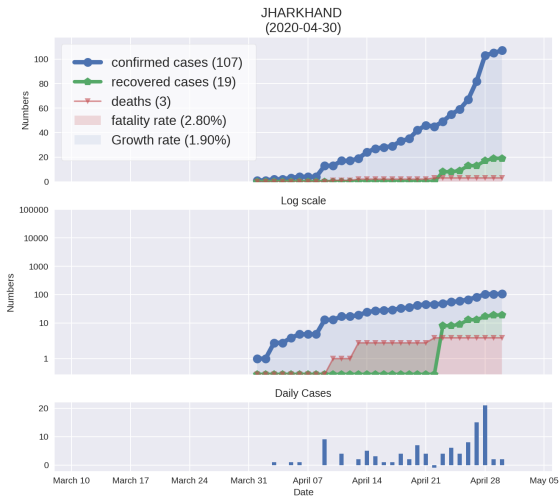 JHARKHAND
(2020-04-30)
confirmed cases (107)
recovered cases (19)
deaths (3)
fatality rate (2.80%)
Growth rate (1.90%)
Numbers
100
80
60
40
20
0
Log scale
Numbers
100000
10000
1000
100
10
1
Daily Cases
20
10
0
March 10 March 17 March 24 March 31 April 07 April 14 April 21 April 28 May 05
Date